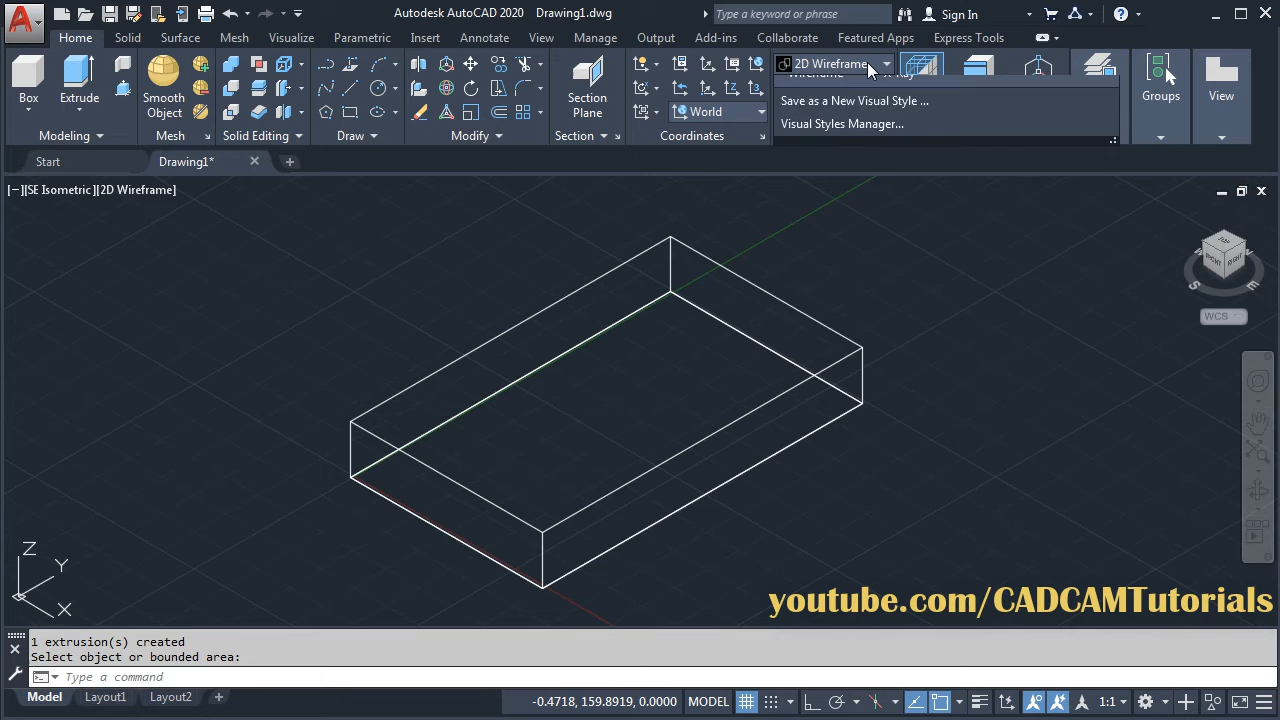 Autodesk AutoCAD 2020 Drawing1.dwg
Type a keyword or phrase
Sign In
Home Solid Surface Mesh Visualize Parametric Insert Annotate View Manage Output Add-ins Collaborate Featured Apps Express Tools
2D Wireframe
Save as a New Visual Style ...
Visual Styles Manager...
Box Extrude Smooth Object Section Plane World Groups View
Modeling Mesh Solid Editing Draw Modify Section Coordinates
Start Drawing1*
[−][SE Isometric][2D Wireframe]
TOP
FRONT RIGHT
S E
WCS
Z
Y
X
youtube.com/CADCAMTutorials
1 extrusion(s) created
Select object or bounded area:
Type a command
Model Layout1 Layout2
-0.4718, 159.8919, 0.0000 MODEL 1:1